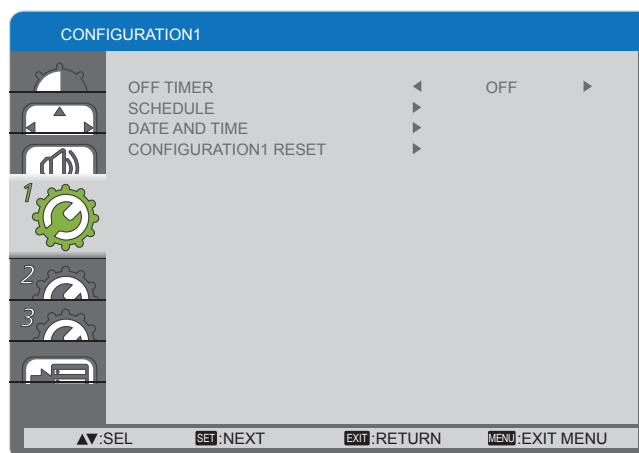 CONFIGURATION1
OFF TIMER ◀ OFF ▶
SCHEDULE ▶
DATE AND TIME ▶
CONFIGURATION1 RESET ▶
1
2
3
▲▼:SEL SET:NEXT EXIT:RETURN MENU:EXIT MENU